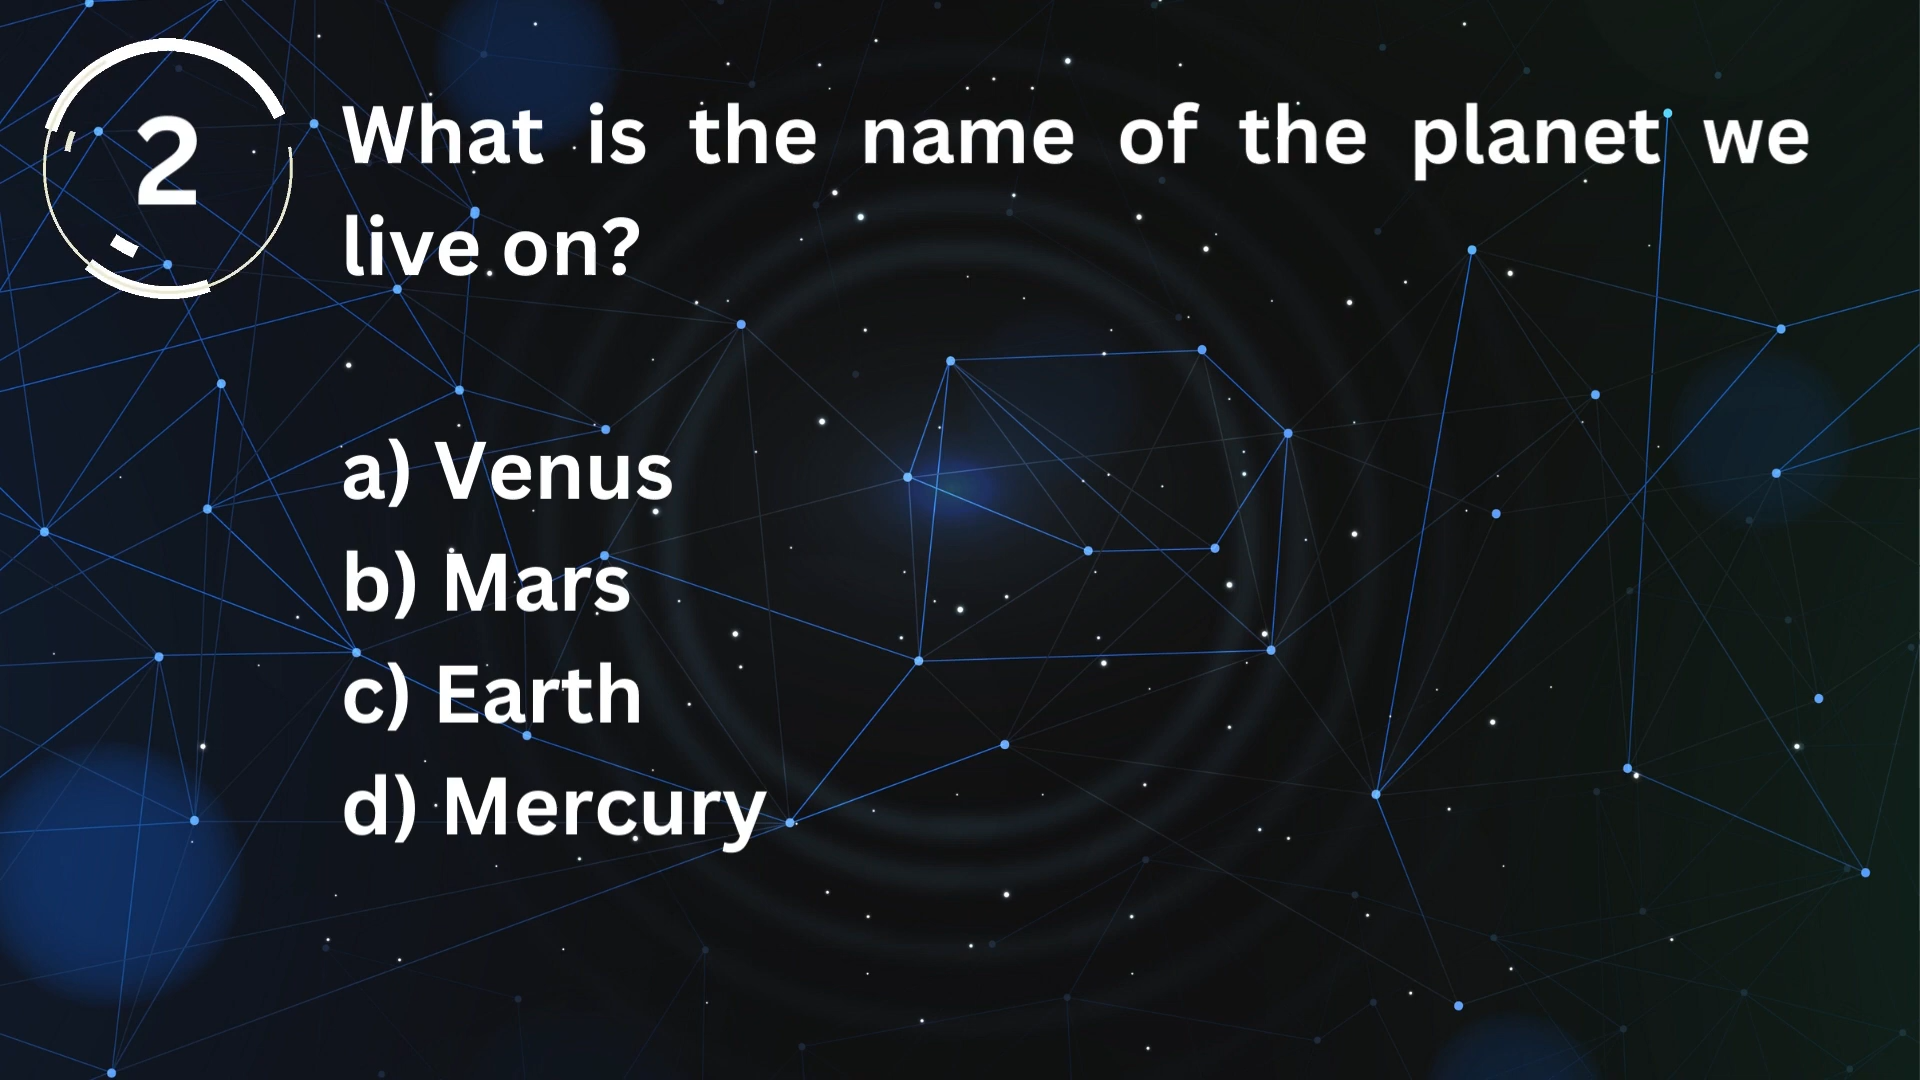 2
What is the name of the planet we
live on?
a) Venus
b) Mars
c) Earth
d) Mercury